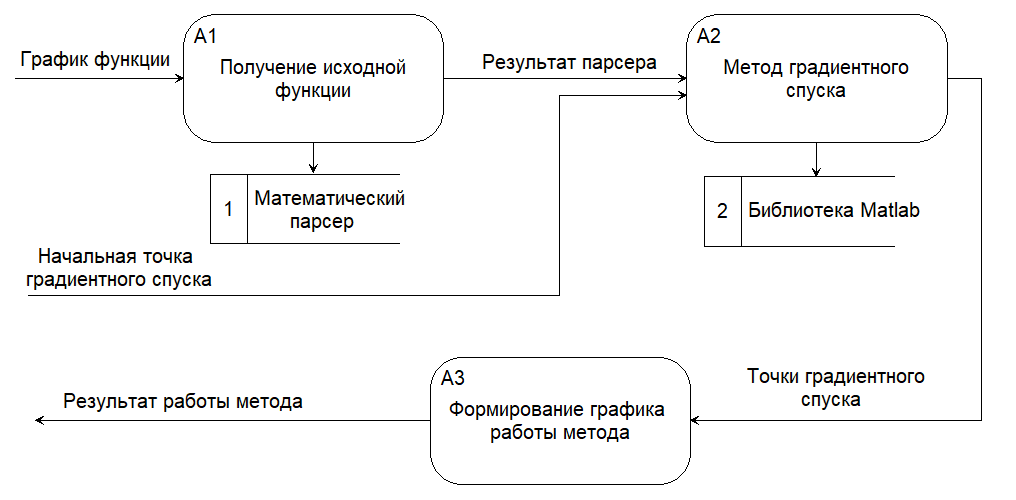 A1
График функции
Получение исходной
функции
Результат парсера
A2
Метод градиентного
спуска
1
Математический
парсер
2
Библиотека Matlab
Начальная точка
градиентного спуска
A3
Формирование графика
работы метода
Точки градиентного
спуска
Результат работы метода